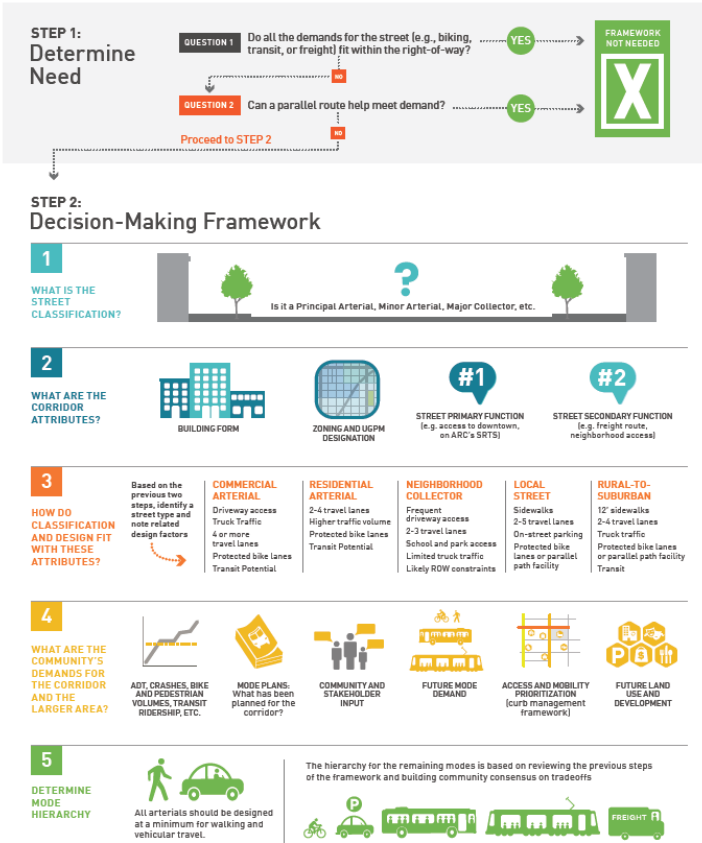 STEP 1:
Determine
Need
QUESTION 1
Do all the demands for the street (e.g., biking,
transit, or freight) fit within the right-of-way?
YES
FRAMEWORK
NOT NEEDED
X
NO
QUESTION 2
Can a parallel route help meet demand?
YES
NO
Proceed to STEP 2
STEP 2:
Decision-Making Framework
1
WHAT IS THE
STREET
CLASSIFICATION?
?
Is it a Principal Arterial, Minor Arterial, Major Collector, etc.
2
WHAT ARE THE
CORRIDOR
ATTRIBUTES?
BUILDING FORM
ZONING AND UGPM
DESIGNATION
#1
STREET PRIMARY FUNCTION
(e.g. access to downtown,
on ARC's SRTS)
#2
STREET SECONDARY FUNCTION
(e.g. freight route,
neighborhood access)
3
HOW DO
CLASSIFICATION
AND DESIGN FIT
WITH THESE
ATTRIBUTES?
Based on the
previous two
steps, identify a
street type and
note related
design factors
COMMERCIAL
ARTERIAL
Driveway access
Truck Traffic
4 or more
travel lanes
Protected bike lanes
Transit Potential
RESIDENTIAL
ARTERIAL
2-4 travel lanes
Higher traffic volume
Protected bike lanes
Transit Potential
NEIGHBORHOOD
COLLECTOR
Frequent
driveway access
2-3 travel lanes
School and park access
Limited truck traffic
Likely ROW constraints
LOCAL
STREET
Sidewalks
2-5 travel lanes
On-street parking
Protected bike
lanes or parallel
path facility
RURAL-TO-
SUBURBAN
12' sidewalks
2-4 travel lanes
Truck traffic
Protected bike lanes
or parallel path facility
Transit
4
WHAT ARE THE
COMMUNITY'S
DEMANDS FOR
THE CORRIDOR
AND THE
LARGER AREA?
ADT, CRASHES, BIKE
AND PEDESTRIAN
VOLUMES, TRANSIT
RIDERSHIP, ETC.
MODE PLANS:
What has been
planned for the
corridor?
COMMUNITY AND
STAKEHOLDER
INPUT
FUTURE MODE
DEMAND
ACCESS AND MOBILITY
PRIORITIZATION
(curb management
framework)
P
$
FUTURE LAND
USE AND
DEVELOPMENT
5
DETERMINE
MODE
HIERARCHY
All arterials should be designed
at a minimum for walking and
vehicular travel.
The hierarchy for the remaining modes is based on reviewing the previous steps
of the framework and building community consensus on tradeoffs
P
FREIGHT